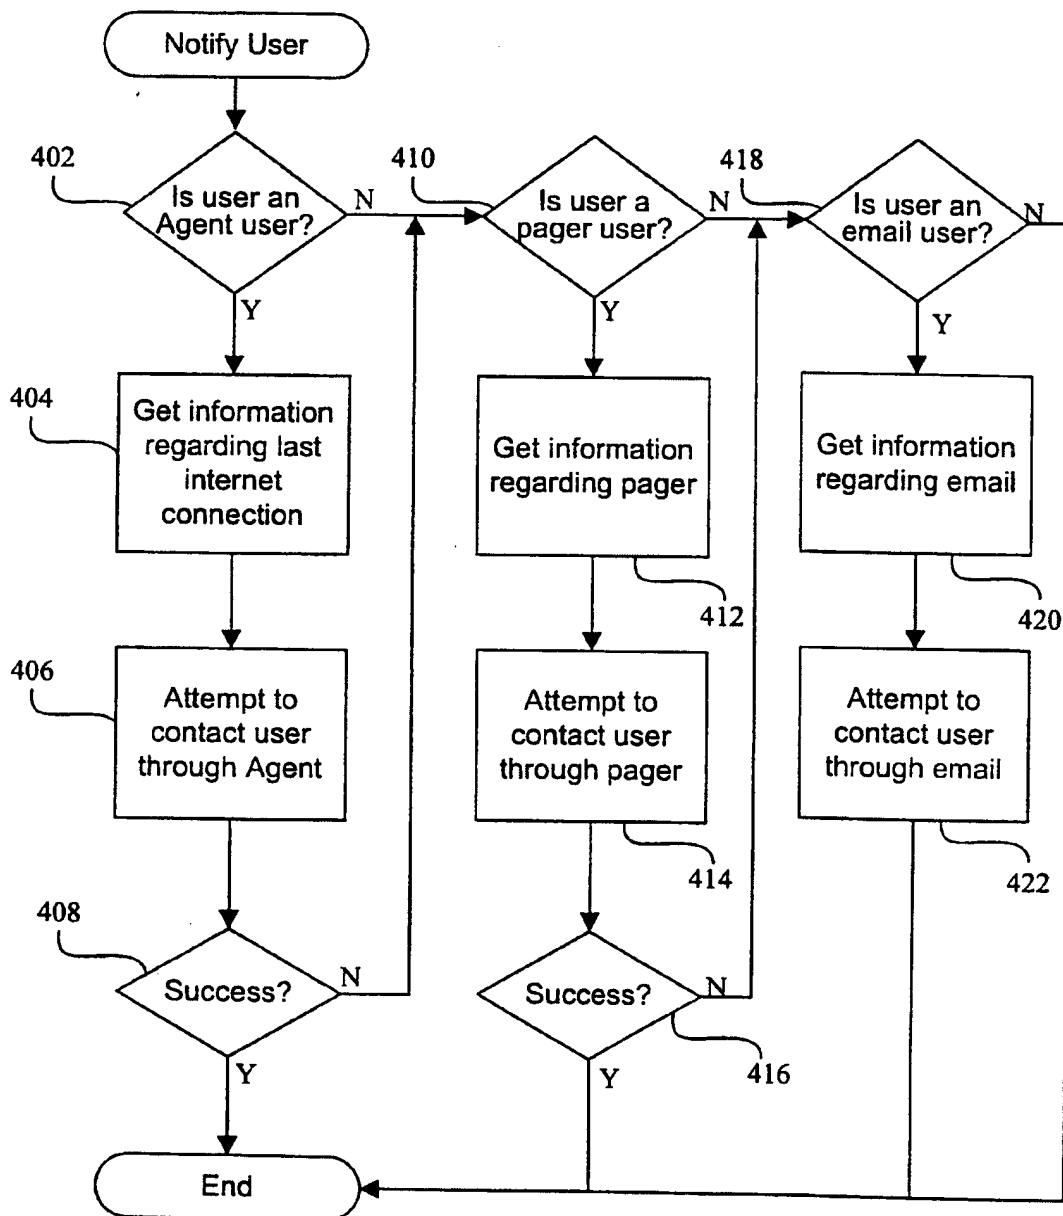 Notify User
402
Is user an
Agent user?
N
Y
410
Is user a
pager user?
N
Y
418
Is user an
email user?
N
Y
404
Get information
regarding last
internet
connection
Get information
regarding pager
412
Get information
regarding email
420
406
Attempt to
contact user
through Agent
Attempt to
contact user
through pager
414
Attempt to
contact user
through email
422
408
Success?
N
Y
Success?
N
416
Y
End